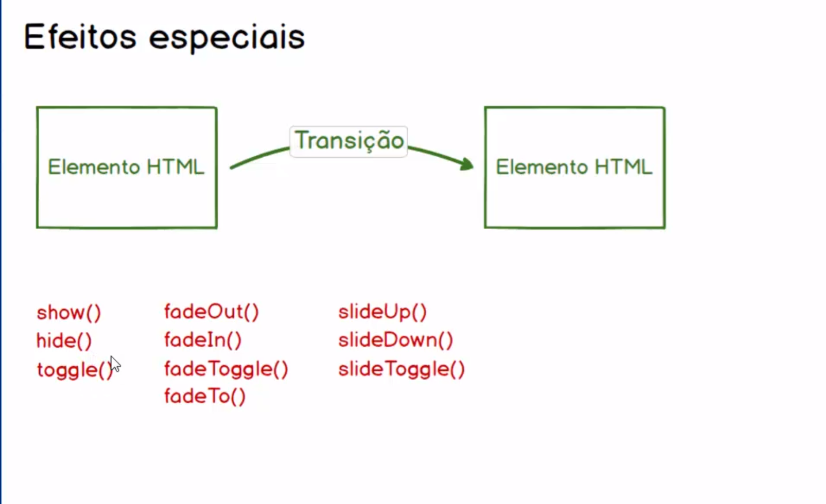 Efeitos especiais
Transição
Elemento HTML
Elemento HTML
show()
hide()
toggle()
fadeOut()
fadeIn()
fadeToggle()
fadeTo()
slideUp()
slideDown()
slideToggle()